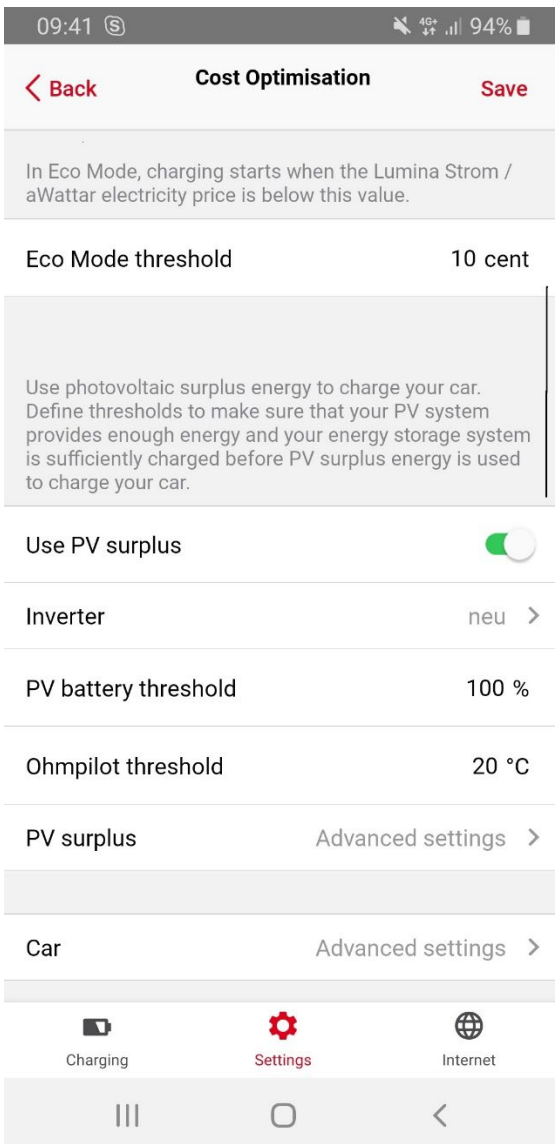 09:41 S 4G+ 94%
Back Cost Optimisation Save
In Eco Mode, charging starts when the Lumina Strom /
aWattar electricity price is below this value.
Eco Mode threshold 10 cent
Use photovoltaic surplus energy to charge your car.
Define thresholds to make sure that your PV system
provides enough energy and your energy storage system
is sufficiently charged before PV surplus energy is used
to charge your car.
Use PV surplus
Inverter neu
PV battery threshold 100 %
Ohmpilot threshold 20 °C
PV surplus Advanced settings
Car Advanced settings
Charging Settings Internet